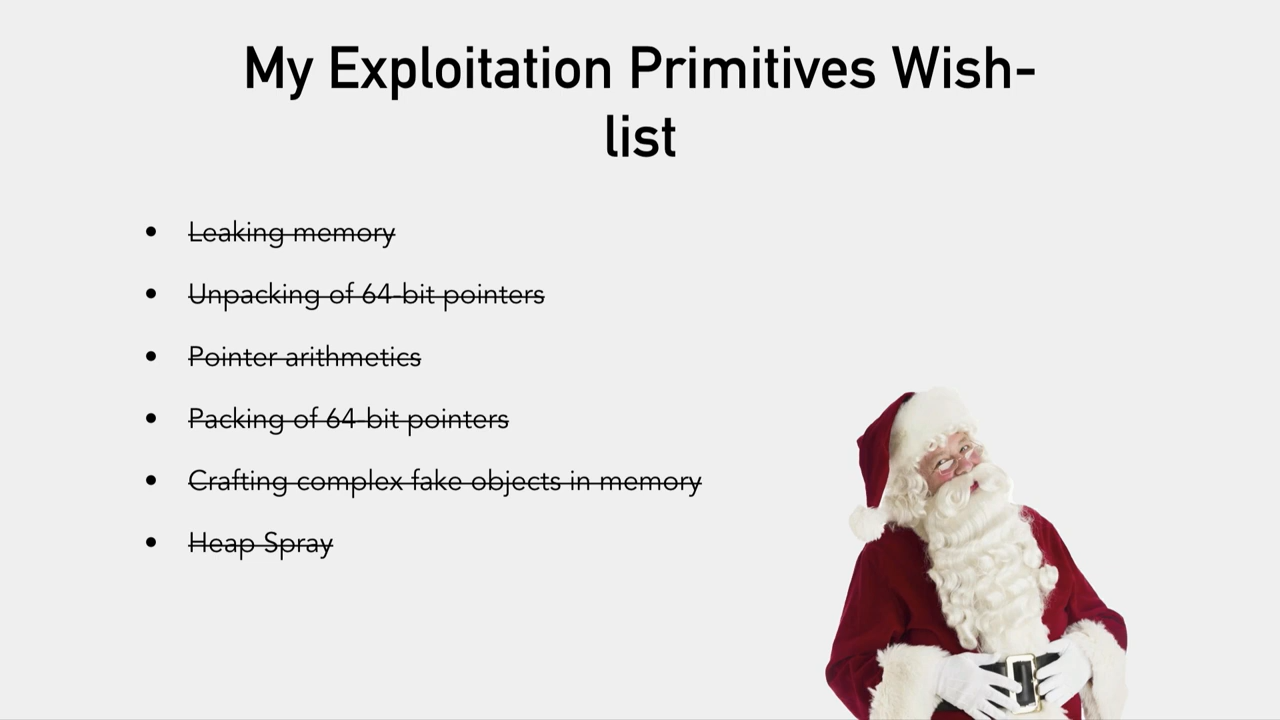 My Exploitation Primitives Wish-
list
• Leaking memory
• Unpacking of 64-bit pointers
• Pointer arithmetics
• Packing of 64-bit pointers
• Crafting complex fake objects in memory
• Heap Spray